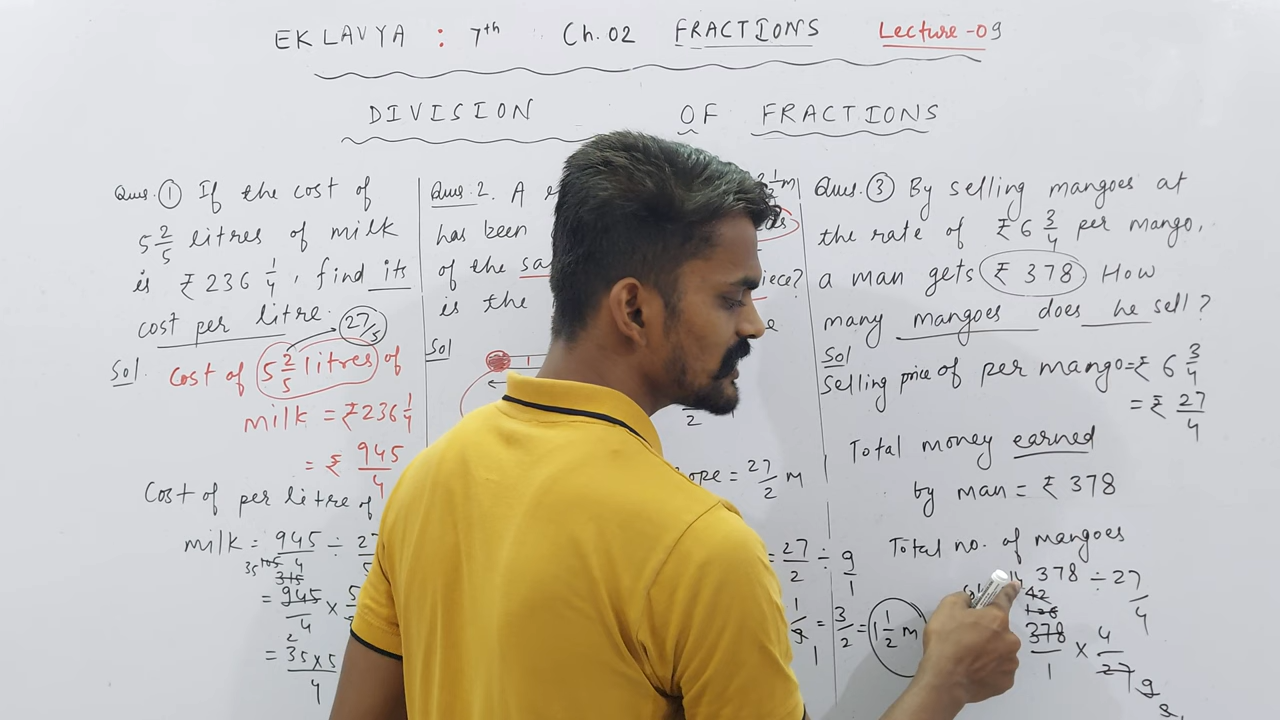 EKLAVYA : 7th Ch.02 FRACTIONS Lecture-09
DIVISION OF FRACTIONS
Ques. ① If the cost of
5 2/5 litres of milk
is ₹236 1/4, find its
cost per litre.
27/5
Sol. Cost of 5 2/5 litres of
milk = ₹236 1/4
= ₹ 945/4
Cost of per litre of
milk = 945/4 ÷ 27
35 105
315
= 945/4 × 5
2
= 35×5/4
Ques. 2. A
has been
of the
is the
piece?
Sol
27/2 m
= 27/2 ÷ 9/1
= 3/2 = 1 1/2 m
Ques. ③ By selling mangoes at
the rate of ₹6 3/4 per mango,
a man gets ₹ 378 How
many mangoes does he sell?
Sol
Selling price of per mango = ₹ 6 3/4
= ₹ 27/4
Total money earned
by man = ₹ 378
Total no. of mangoes
378 ÷ 27/4
14
42
126
378/1 × 4/27
9